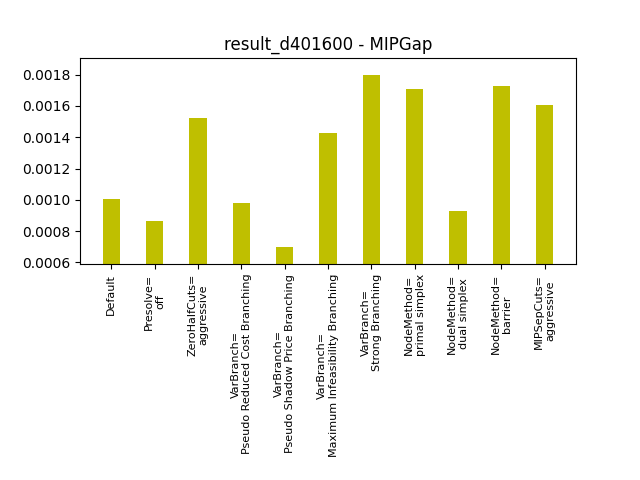 result_d401600 - MIPGap
0.0018
0.0016
0.0014
0.0012
0.0010
0.0008
0.0006
Default
Presolve=
off
ZeroHalfCuts=
aggressive
VarBranch=
Pseudo Reduced Cost Branching
VarBranch=
Pseudo Shadow Price Branching
VarBranch=
Maximum Infeasibility Branching
VarBranch=
Strong Branching
NodeMethod=
primal simplex
NodeMethod=
dual simplex
NodeMethod=
barrier
MIPSepCuts=
aggressive